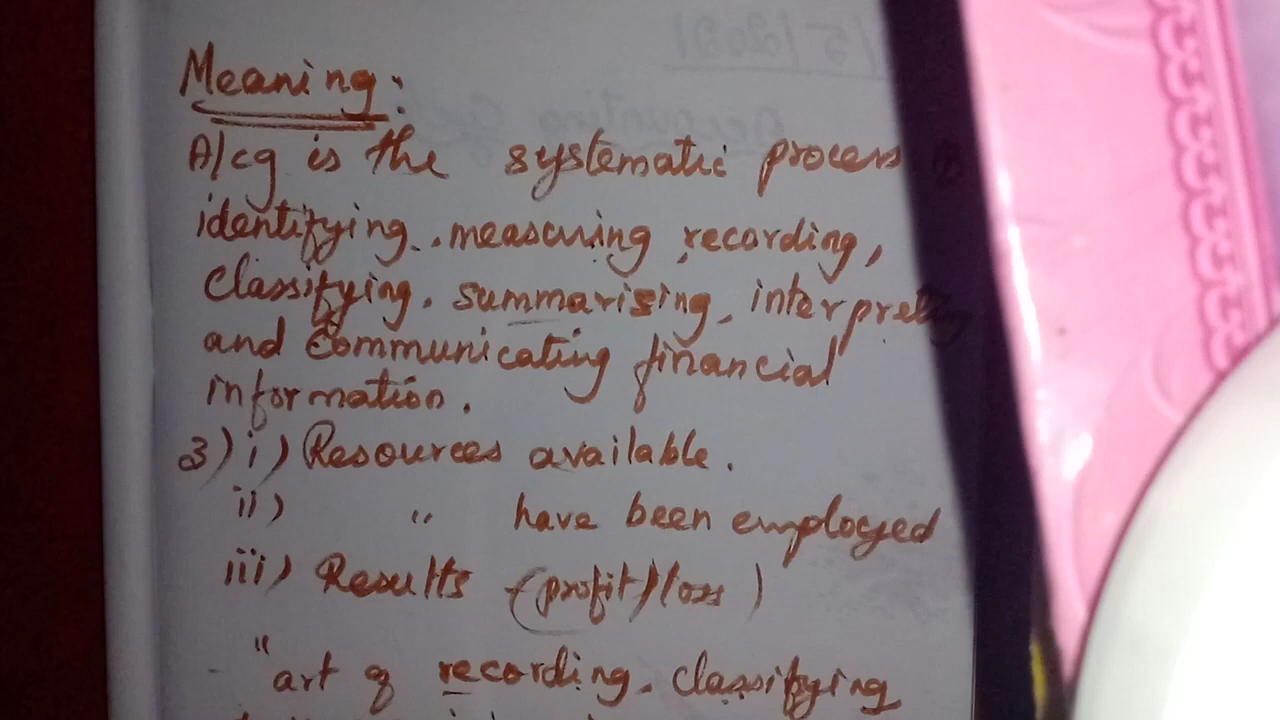 Meaning:
A/cg is the systematic process
identifying, measuring, recording,
classifying, summarising, interpreting
and communicating financial
information.
3) i) Resources available.
ii) " have been employed
iii) Results (profit/loss)
- "art of recording, classifying